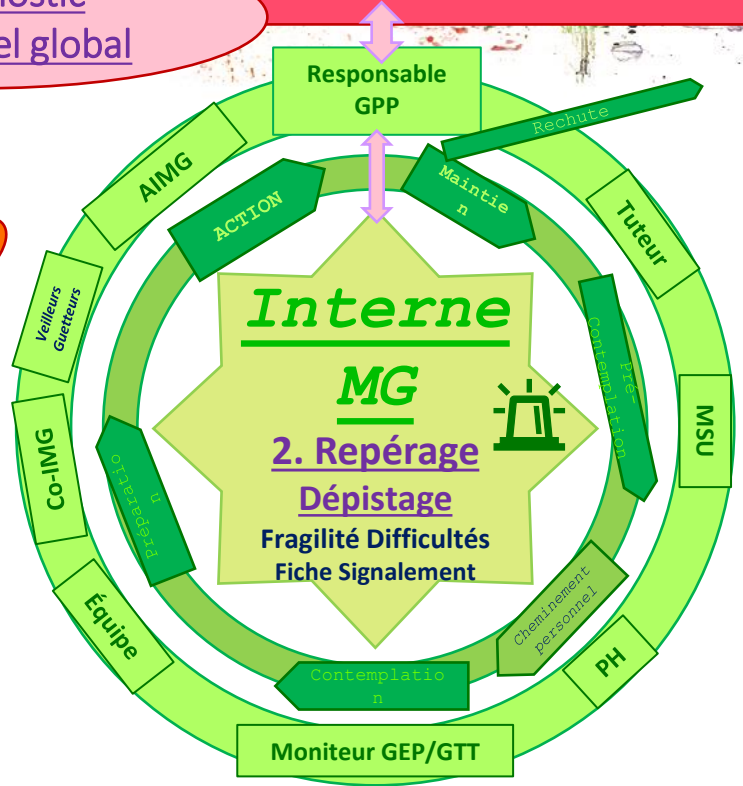 el global
Responsable
GPP
Rechute
AIMG
ACTION
Maintie
n
Tuteur
Veilleurs
Guetteurs
Interne
MG
Pré-
Contemplation
MSU
2. Repérage
Dépistage
Fragilité Difficultés
Fiche Signalement
Co-IMG
préparatio
n
Cheminement
personnel
Équipe
PH
Contemplatio
n
Moniteur GEP/GTT